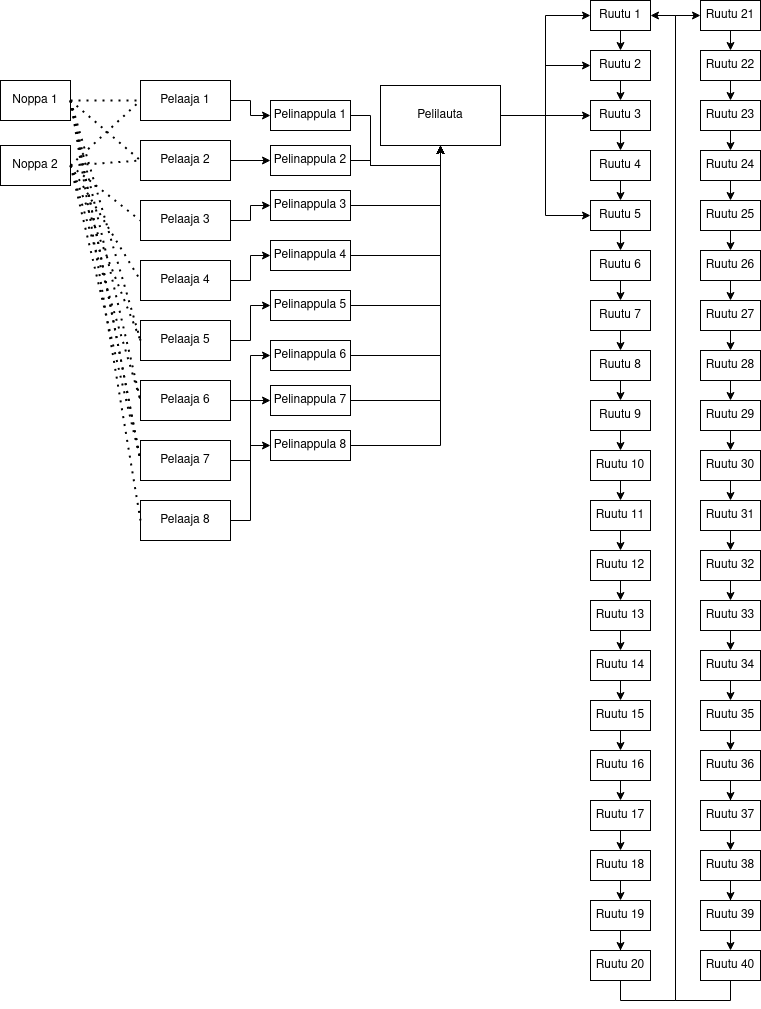 Noppa 1
Noppa 2
Pelaaja 1
Pelaaja 2
Pelaaja 3
Pelaaja 4
Pelaaja 5
Pelaaja 6
Pelaaja 7
Pelaaja 8
Pelinappula 1
Pelinappula 2
Pelinappula 3
Pelinappula 4
Pelinappula 5
Pelinappula 6
Pelinappula 7
Pelinappula 8
Pelilauta
Ruutu 1
Ruutu 2
Ruutu 3
Ruutu 4
Ruutu 5
Ruutu 6
Ruutu 7
Ruutu 8
Ruutu 9
Ruutu 10
Ruutu 11
Ruutu 12
Ruutu 13
Ruutu 14
Ruutu 15
Ruutu 16
Ruutu 17
Ruutu 18
Ruutu 19
Ruutu 20
Ruutu 21
Ruutu 22
Ruutu 23
Ruutu 24
Ruutu 25
Ruutu 26
Ruutu 27
Ruutu 28
Ruutu 29
Ruutu 30
Ruutu 31
Ruutu 32
Ruutu 33
Ruutu 34
Ruutu 35
Ruutu 36
Ruutu 37
Ruutu 38
Ruutu 39
Ruutu 40